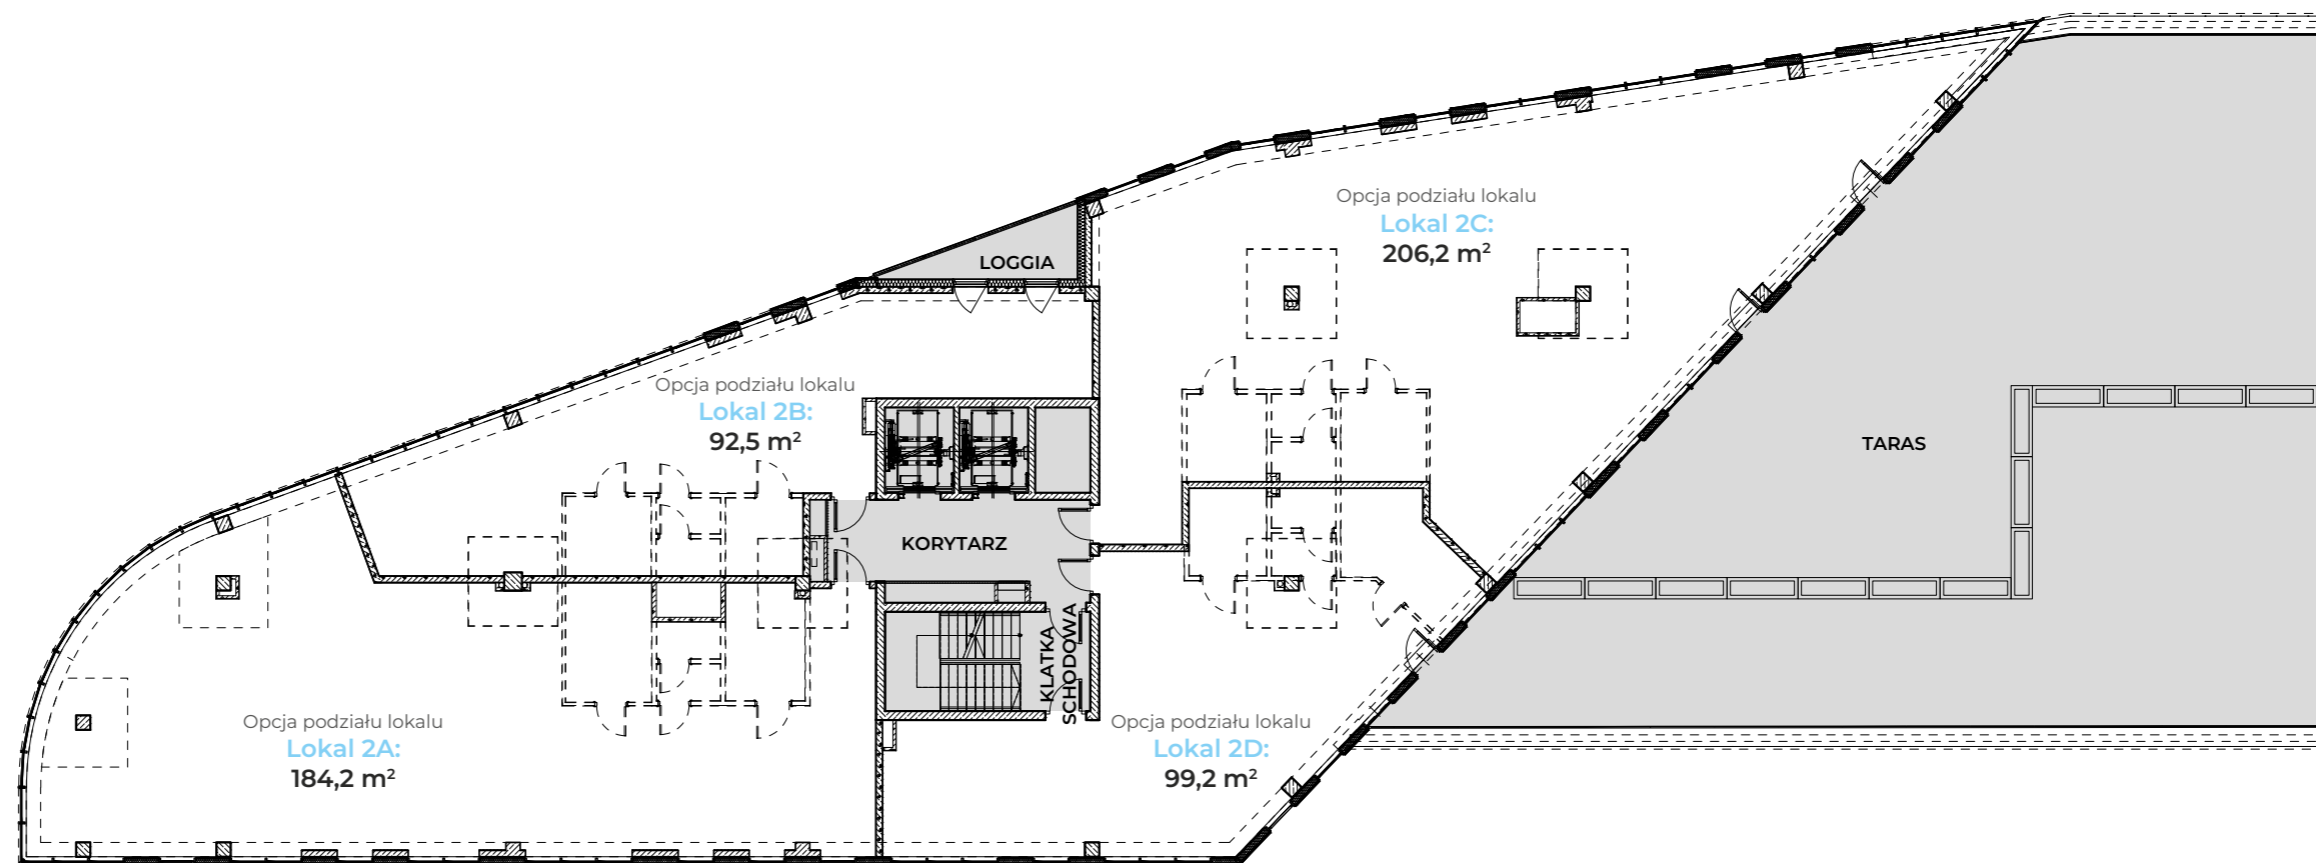 Opcja podziału lokalu
Lokal 2C:
206,2 m²
LOGGIA
Opcja podziału lokalu
Lokal 2B:
92,5 m²
TARAS
KORYTARZ
KLATKA
SCHODOWA
Opcja podziału lokalu
Lokal 2A:
184,2 m²
Opcja podziału lokalu
Lokal 2D:
99,2 m²